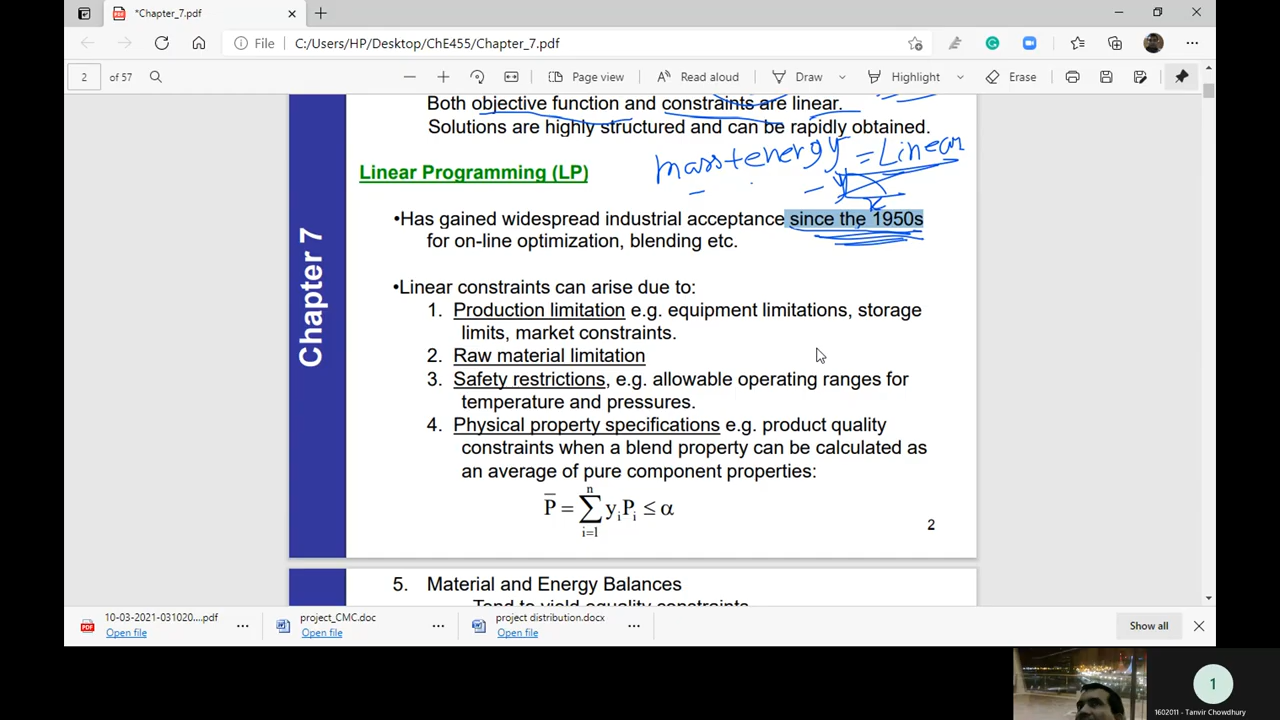 *Chapter_7.pdf
File
C:/Users/HP/Desktop/ChE455/Chapter_7.pdf
2
of 57
Page view
Read aloud
Draw
Highlight
Erase
Both objective function and constraints are linear.
Solutions are highly structured and can be rapidly obtained.
mass+energy = Linear
Linear Programming (LP)
•Has gained widespread industrial acceptance since the 1950s
for on-line optimization, blending etc.
•Linear constraints can arise due to:
1. Production limitation e.g. equipment limitations, storage
limits, market constraints.
2. Raw material limitation
3. Safety restrictions, e.g. allowable operating ranges for
temperature and pressures.
4. Physical property specifications e.g. product quality
constraints when a blend property can be calculated as
an average of pure component properties:
P̅ = ∑ᵢ₌₁ⁿ yᵢPᵢ ≤ α
2
Chapter 7
5. Material and Energy Balances
Tend to yield equality constraints
10-03-2021-031020....pdf
Open file
project_CMC.doc
Open file
project distribution.docx
Open file
Show all
1
1602011 - Tanvir Chowdhury